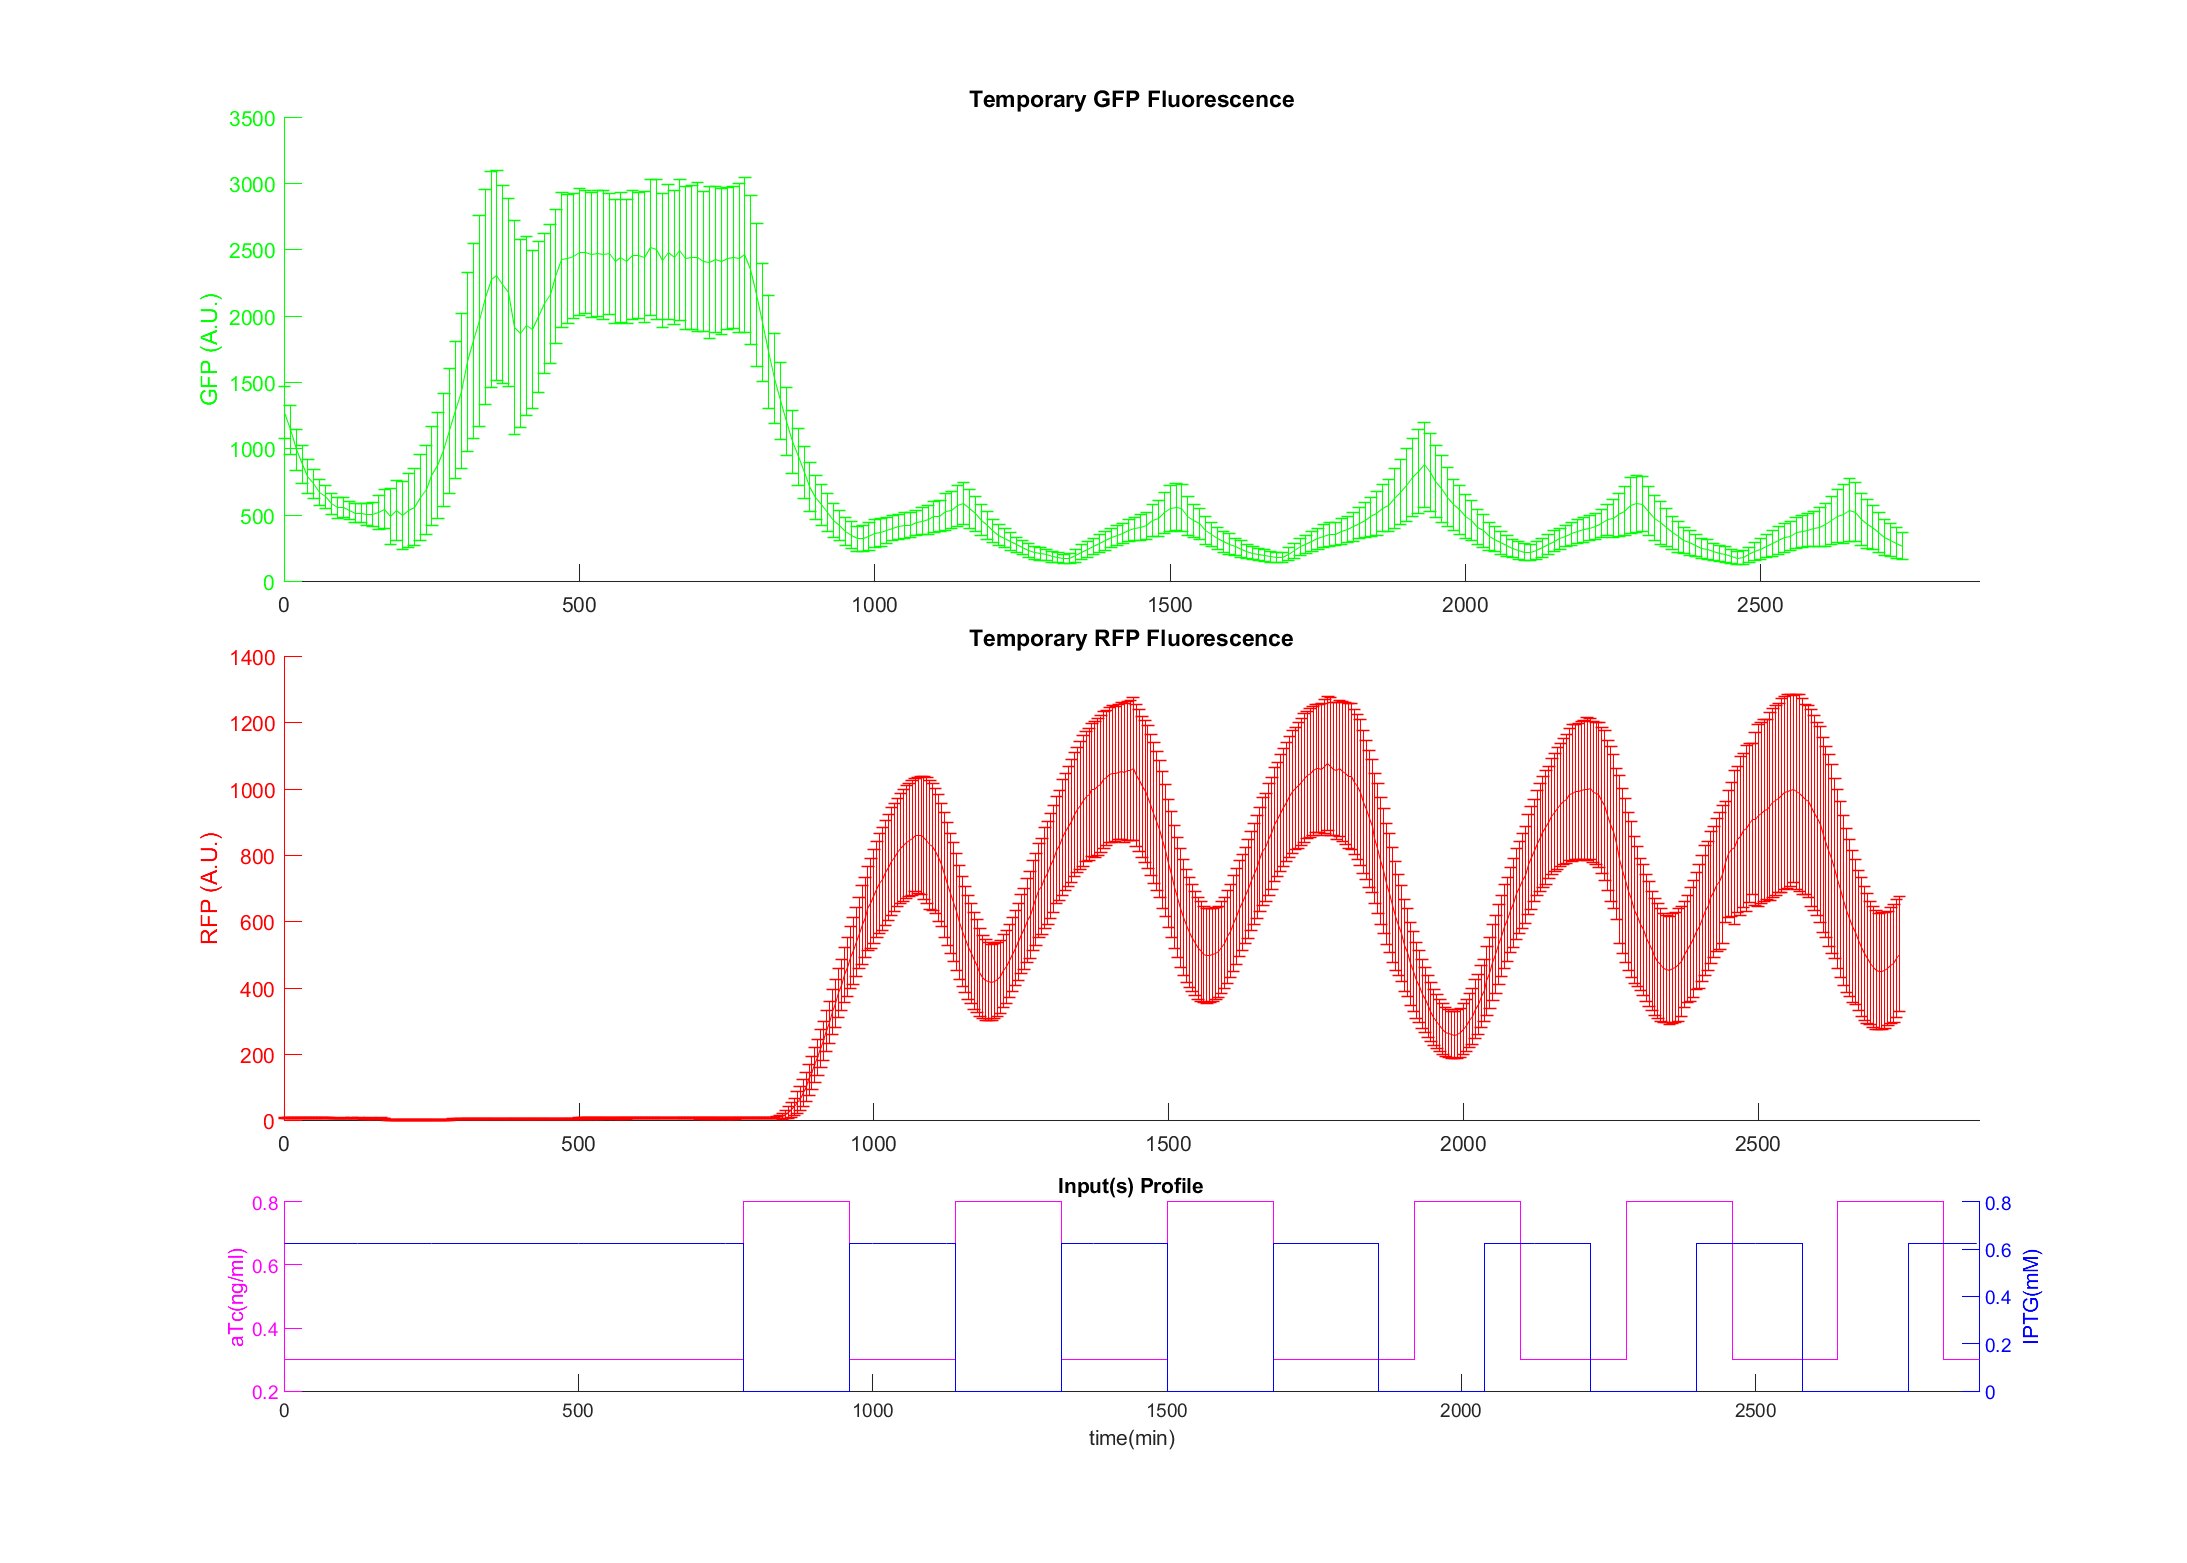 Temporary GFP Fluorescence
GFP (A.U.)
3500
3000
2500
2000
1500
1000
500
0
0 500 1000 1500 2000 2500
Temporary RFP Fluorescence
RFP (A.U.)
1400
1200
1000
800
600
400
200
0
0 500 1000 1500 2000 2500
Input(s) Profile
aTc(ng/ml)
0.8
0.6
0.4
0.2
0.8
0.6
0.4
0.2
0
IPTG(mM)
0 500 1000 1500 2000 2500
time(min)